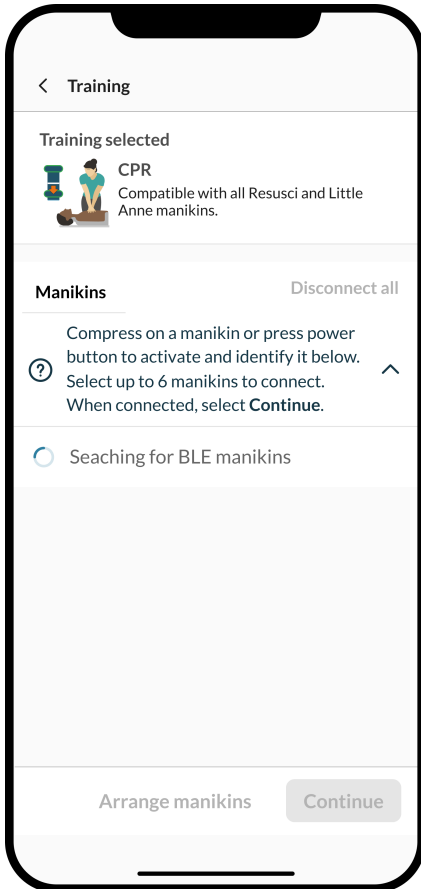 Training
Training selected
CPR
Compatible with all Resusci and Little
Anne manikins.
Manikins
Disconnect all
Compress on a manikin or press power
button to activate and identify it below.
Select up to 6 manikins to connect.
When connected, select Continue.
Seaching for BLE manikins
Arrange manikins
Continue